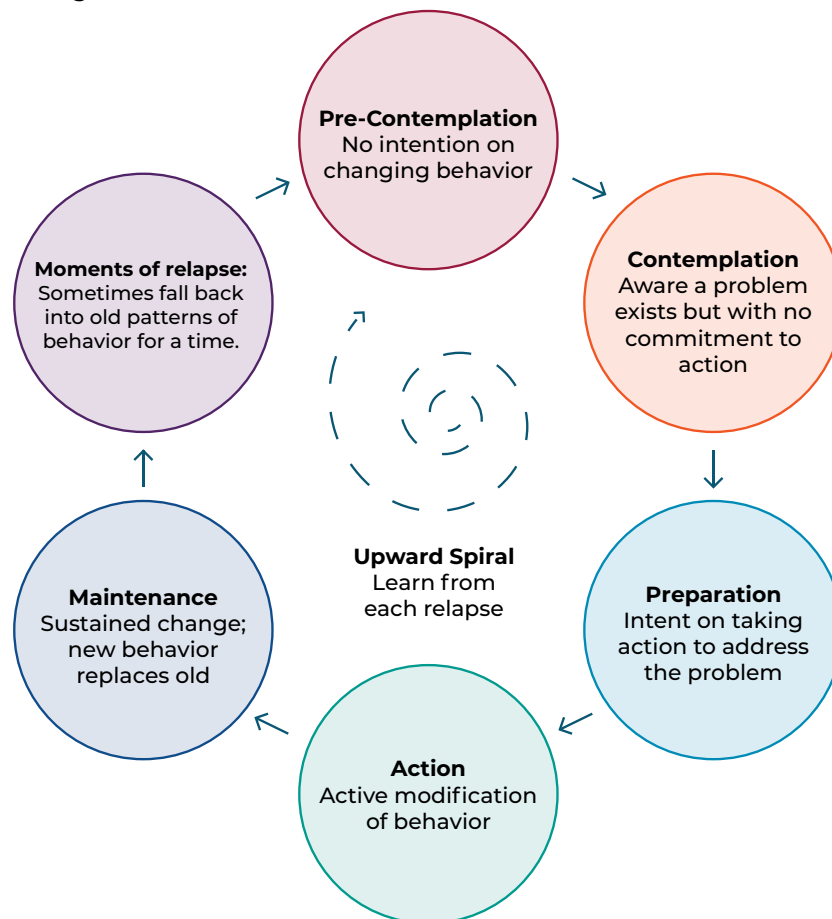 Pre-Contemplation
No intention on
changing behavior
Contemplation
Aware a problem
exists but with no
commitment to
action
Preparation
Intent on taking
action to address
the problem
Action
Active modification
of behavior
Maintenance
Sustained change;
new behavior
replaces old
Moments of relapse:
Sometimes fall back
into old patterns of
behavior for a time.
Upward Spiral
Learn from
each relapse